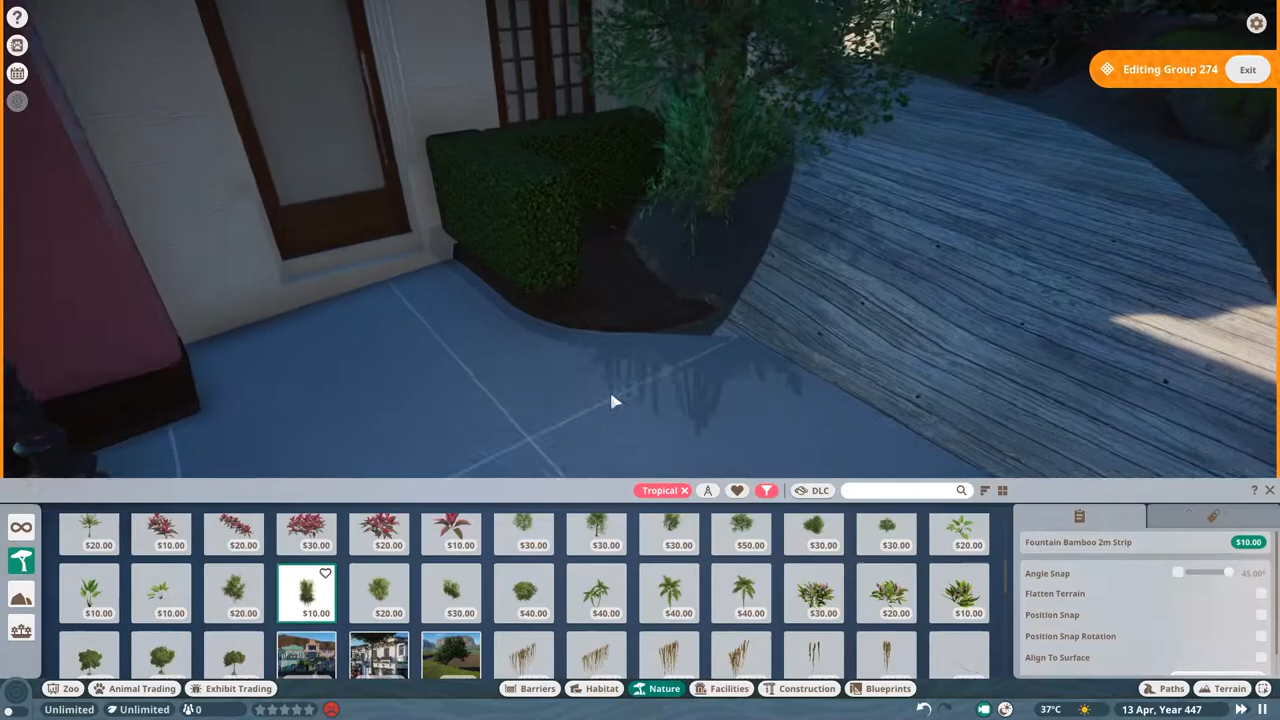 ?
Editing Group 274 Exit
Tropical × DLC ? ×
$20.00 $10.00 $20.00 $30.00 $20.00 $10.00 $30.00 $30.00 $30.00 $50.00 $30.00 $30.00 $20.00
Fountain Bamboo 2m Strip $10.00
Angle Snap 45.00°
Flatten Terrain
$10.00 $10.00 $20.00 $10.00 $20.00 $30.00 $40.00 $40.00 $40.00 $40.00 $30.00 $20.00 $10.00
Position Snap
Position Snap Rotation
Align To Surface
Zoo Animal Trading Exhibit Trading Barriers Habitat Nature Facilities Construction Blueprints Paths Terrain
Unlimited Unlimited 0 37°C 13 Apr, Year 447